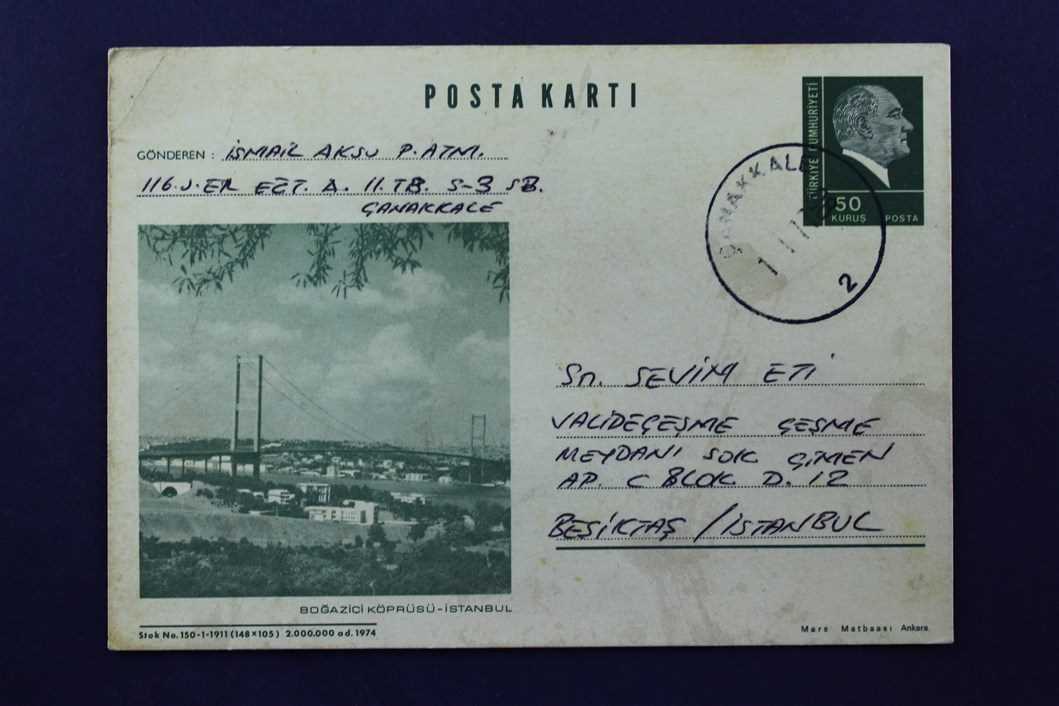 POSTA KARTI
GÖNDEREN : İSMAİL AKSU P. ATM.
116.J.ER EĞT. A. 11. TB. S-3 SB.
ÇANAKKALE
TÜRKİYE CUMHURİYETİ
50
KURUŞ POSTA
ÇANAKKALE
2
Sn. SEVİM ETİ
VALİDEÇEŞME ÇEŞME
MEYDANI SOK ÇİMEN
AP. C BLOK D. 12
BEŞİKTAŞ / İSTANBUL
BOĞAZİÇİ KÖPRÜSÜ-İSTANBUL
Stok No. 150-1-1911 (148×105) 2.000.000 ad. 1974
Mars Matbaası Ankara